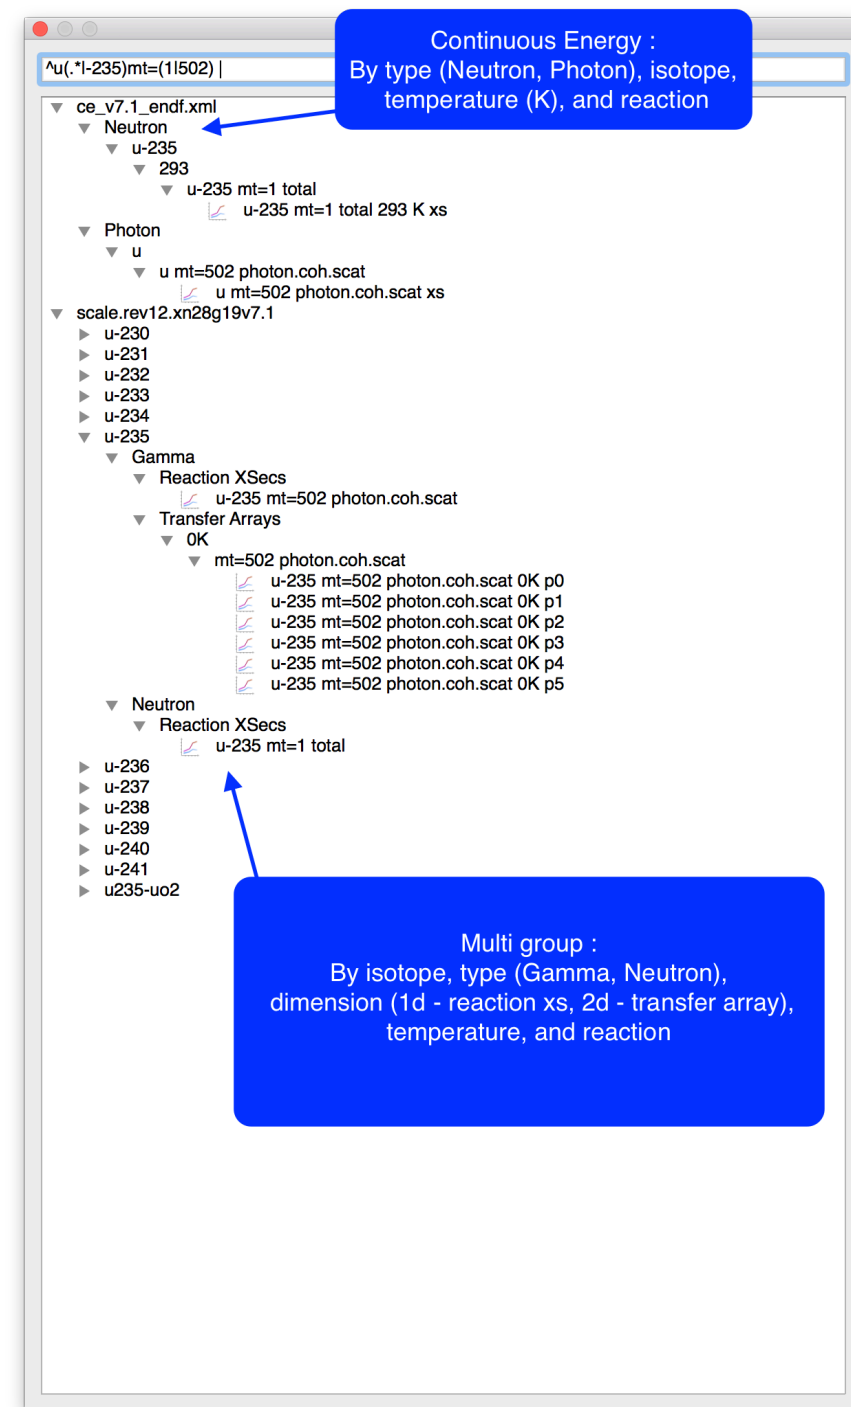 Continuous Energy :
By type (Neutron, Photon), isotope,
temperature (K), and reaction
^u(.*|-235)mt=(1|502) |
ce_v7.1_endf.xml
Neutron
u-235
293
u-235 mt=1 total
u-235 mt=1 total 293 K xs
Photon
u
u mt=502 photon.coh.scat
u mt=502 photon.coh.scat xs
scale.rev12.xn28g19v7.1
u-230
u-231
u-232
u-233
u-234
u-235
Gamma
Reaction XSecs
u-235 mt=502 photon.coh.scat
Transfer Arrays
0K
mt=502 photon.coh.scat
u-235 mt=502 photon.coh.scat 0K p0
u-235 mt=502 photon.coh.scat 0K p1
u-235 mt=502 photon.coh.scat 0K p2
u-235 mt=502 photon.coh.scat 0K p3
u-235 mt=502 photon.coh.scat 0K p4
u-235 mt=502 photon.coh.scat 0K p5
Neutron
Reaction XSecs
u-235 mt=1 total
u-236
u-237
u-238
u-239
u-240
u-241
u235-uo2
Multi group :
By isotope, type (Gamma, Neutron),
dimension (1d - reaction xs, 2d - transfer array),
temperature, and reaction